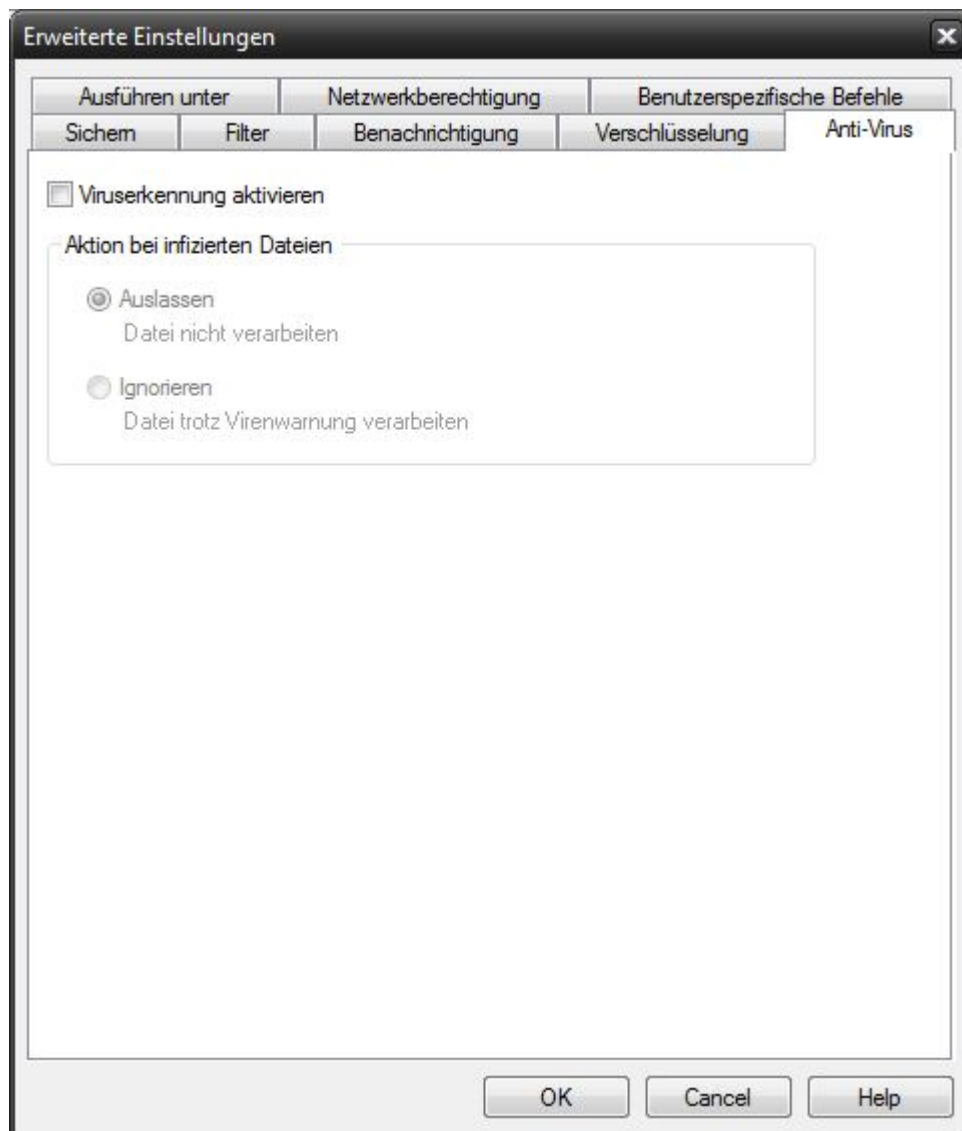 Erweiterte Einstellungen
Ausführen unter Netzwerkberechtigung Benutzerspezifische Befehle
Sichern Filter Benachrichtigung Verschlüsselung Anti-Virus
Viruserkennung aktivieren
Aktion bei infizierten Dateien
Auslassen
Datei nicht verarbeiten
Ignorieren
Datei trotz Virenwarnung verarbeiten
OK Cancel Help